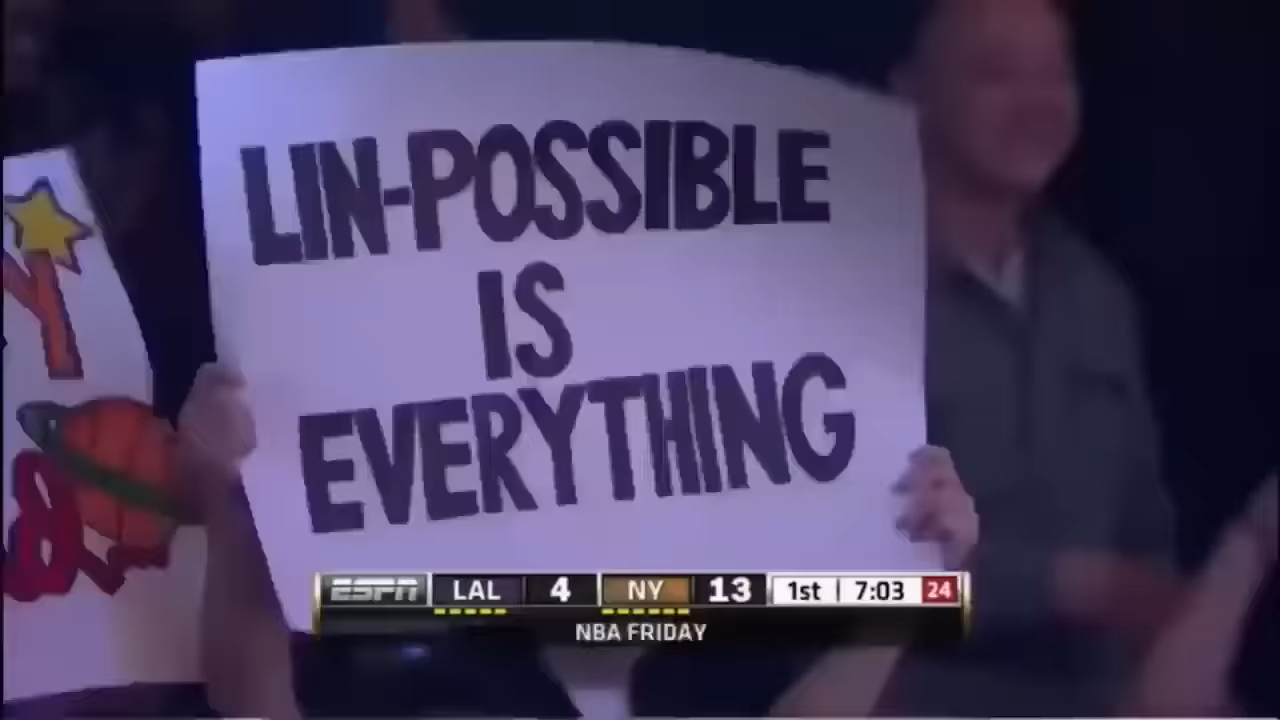 LIN-POSSIBLE
IS
EVERYTHING
Y
ESPN LAL 4 NY 13 1st 7:03 24
NBA FRIDAY